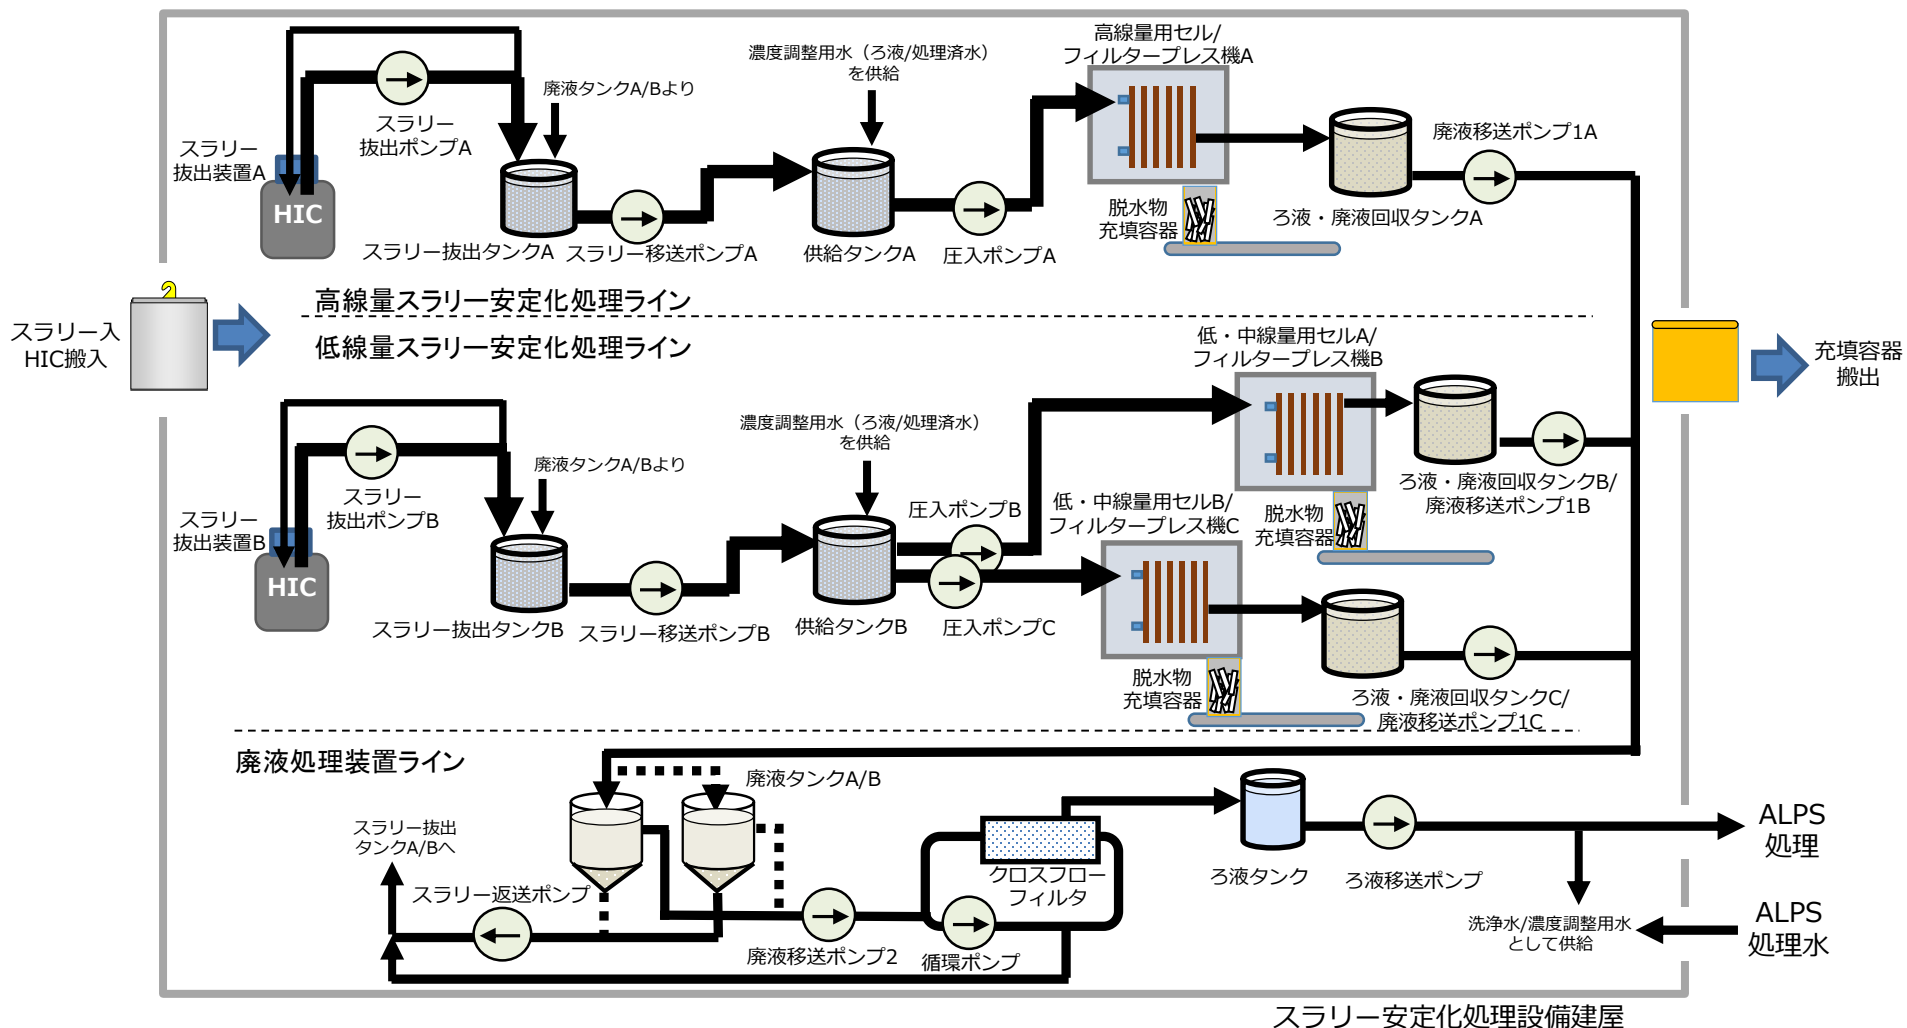 高線量用セル/
フィルタープレス機A
濃度調整用水（ろ液/処理済水）
を供給
廃液タンクA/Bより
スラリー
抜出ポンプA
スラリー
抜出装置A
HIC
廃液移送ポンプ1A
脱水物
充填容器
ろ液・廃液回収タンクA
スラリー抜出タンクA
スラリー移送ポンプA
供給タンクA
圧入ポンプA
高線量スラリー安定化処理ライン
スラリー入
HIC搬入
低線量スラリー安定化処理ライン
低・中線量用セルA/
フィルタープレス機B
充填容器
搬出
濃度調整用水（ろ液/処理済水）
を供給
廃液タンクA/Bより
スラリー
抜出ポンプB
スラリー
抜出装置B
HIC
圧入ポンプB
低・中線量用セルB/
フィルタープレス機C
脱水物
充填容器
ろ液・廃液回収タンクB/
廃液移送ポンプ1B
スラリー抜出タンクB
スラリー移送ポンプB
供給タンクB
圧入ポンプC
脱水物
充填容器
ろ液・廃液回収タンクC/
廃液移送ポンプ1C
廃液処理装置ライン
廃液タンクA/B
スラリー抜出
タンクA/Bへ
スラリー返送ポンプ
クロスフロー
フィルタ
ろ液タンク
ろ液移送ポンプ
ALPS
処理
廃液移送ポンプ2
循環ポンプ
洗浄水/濃度調整用水
として供給
ALPS
処理水
スラリー安定化処理設備建屋